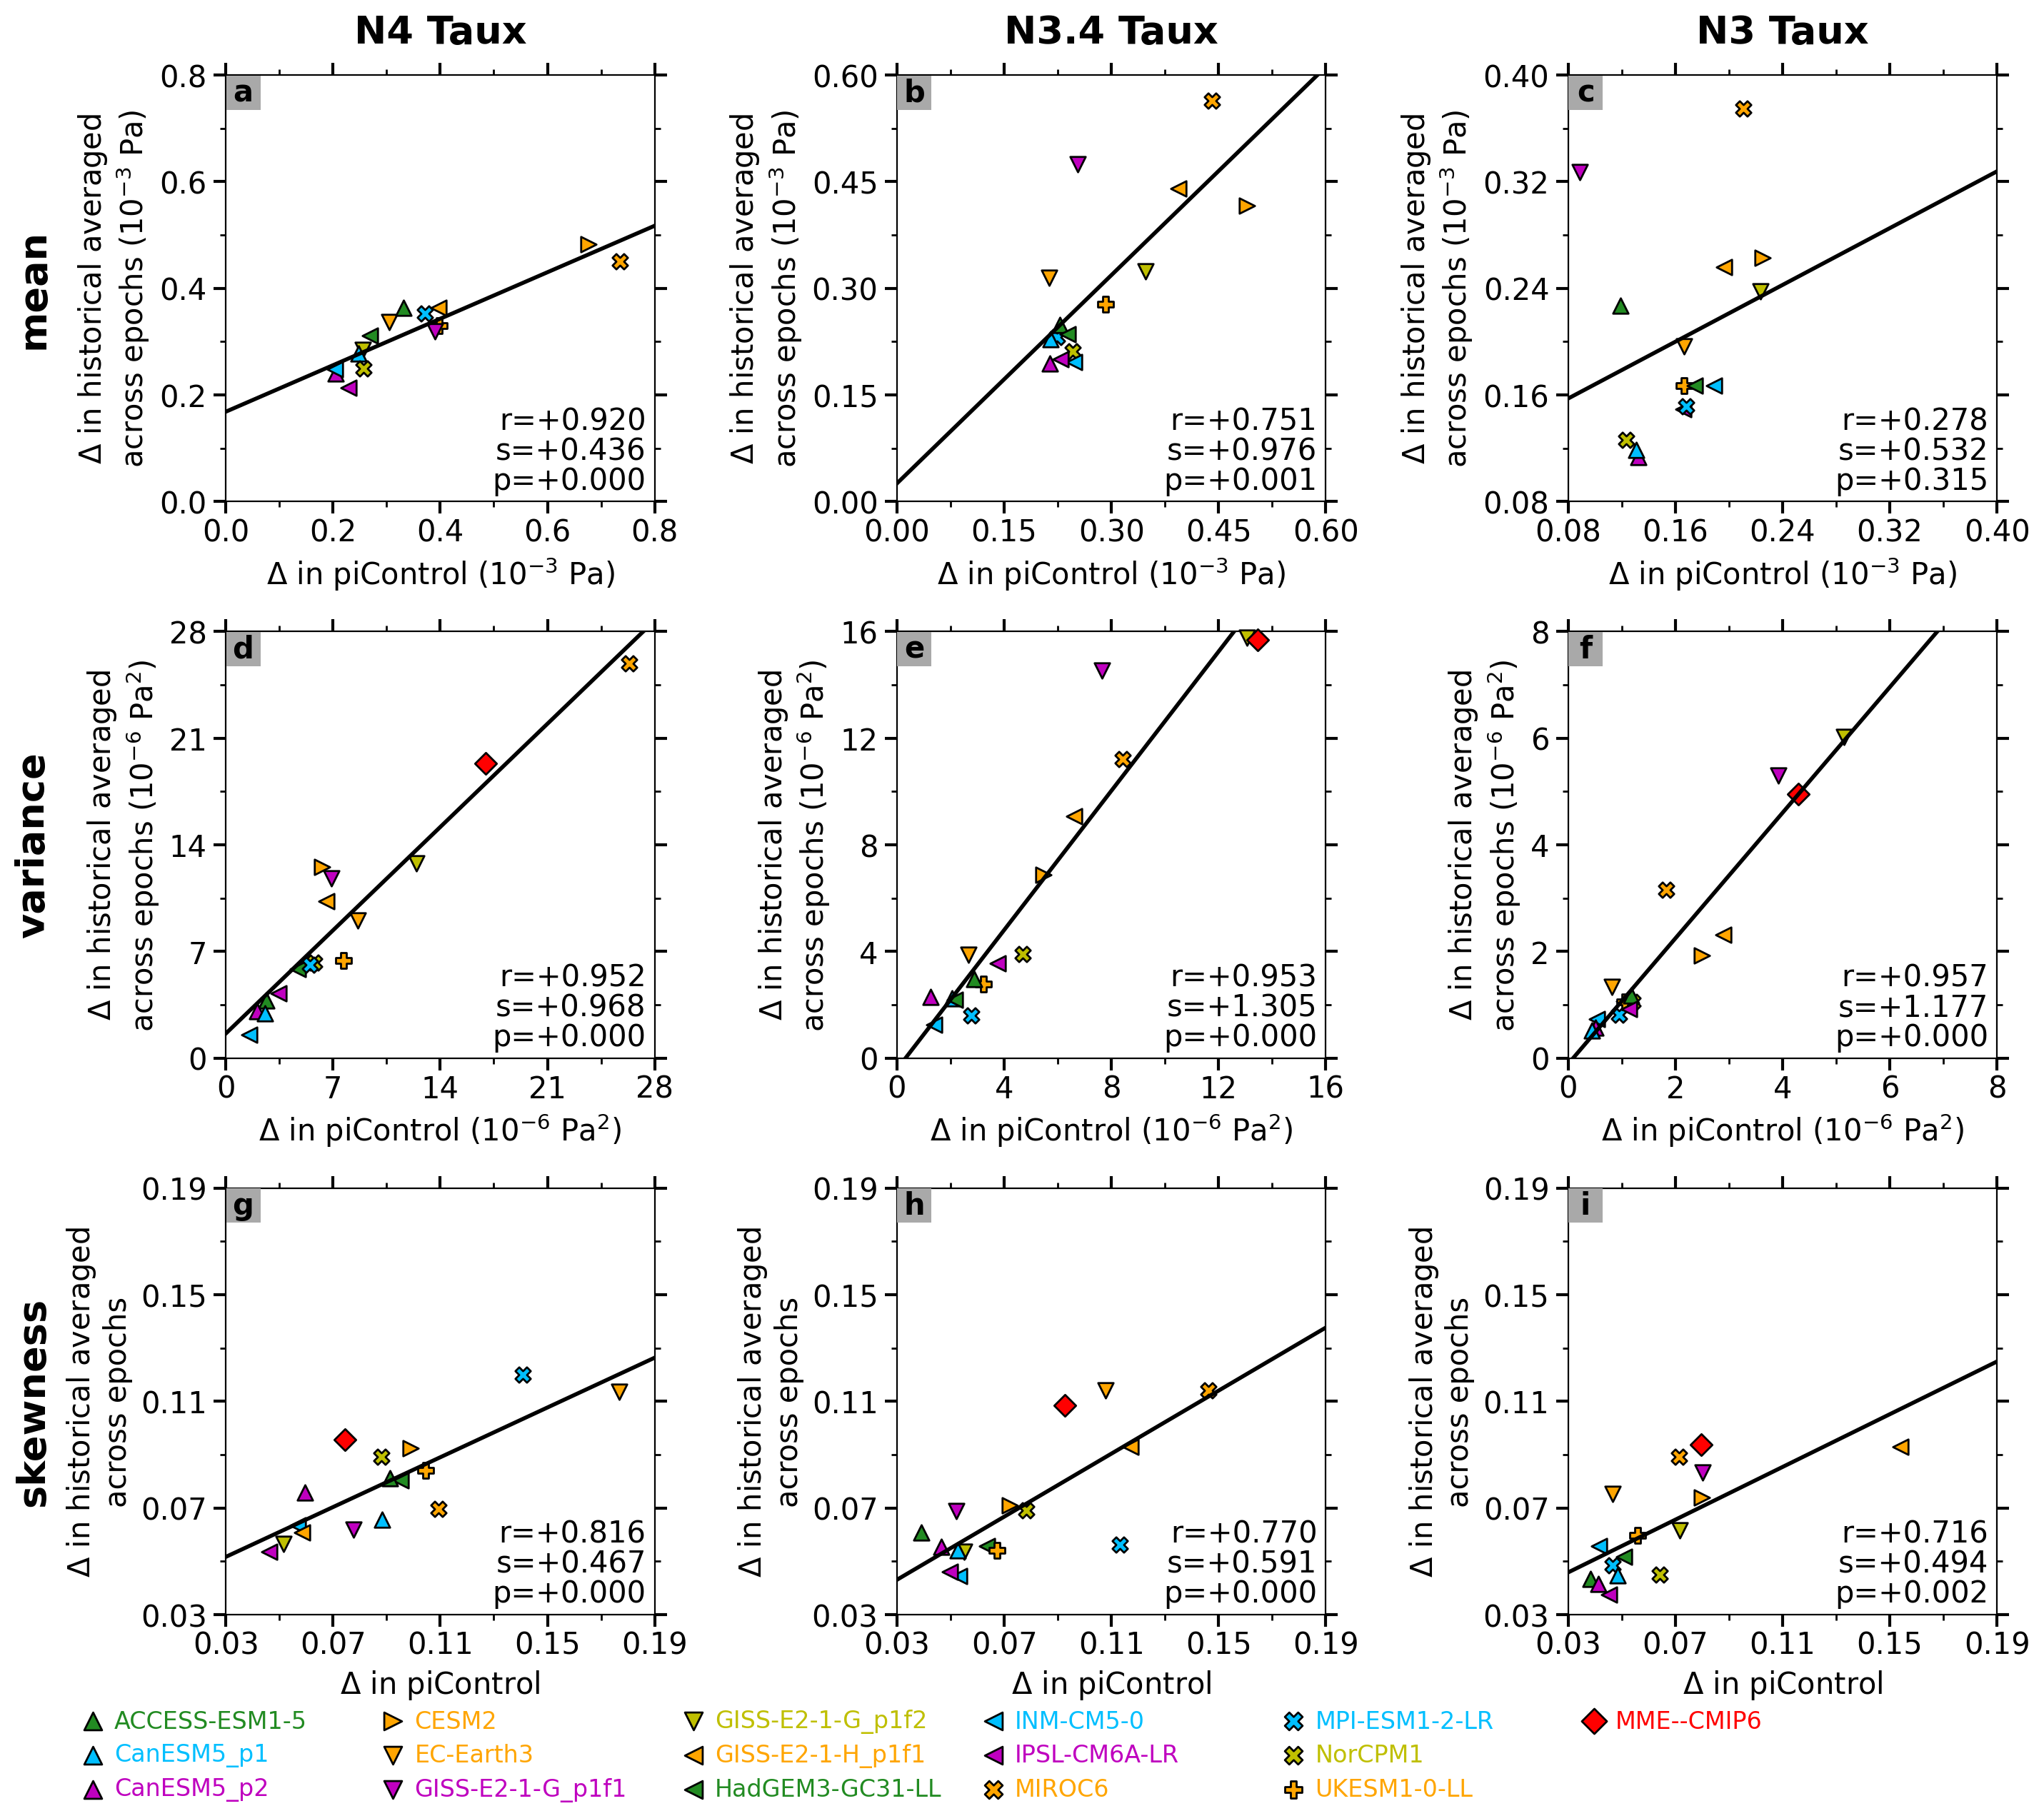 N4 Taux
N3.4 Taux
N3 Taux
mean
a
Δ in historical averaged
across epochs (10⁻³ Pa)
0.8
0.6
0.4
0.2
0.0
r=+0.920
s=+0.436
p=+0.000
0.0 0.2 0.4 0.6 0.8
Δ in piControl (10⁻³ Pa)
b
Δ in historical averaged
across epochs (10⁻³ Pa)
0.60
0.45
0.30
0.15
0.00
r=+0.751
s=+0.976
p=+0.001
0.00 0.15 0.30 0.45 0.60
Δ in piControl (10⁻³ Pa)
c
Δ in historical averaged
across epochs (10⁻³ Pa)
0.40
0.32
0.24
0.16
0.08
r=+0.278
s=+0.532
p=+0.315
0.08 0.16 0.24 0.32 0.40
Δ in piControl (10⁻³ Pa)
variance
d
Δ in historical averaged
across epochs (10⁻⁶ Pa²)
28
21
14
7
0
r=+0.952
s=+0.968
p=+0.000
0 7 14 21 28
Δ in piControl (10⁻⁶ Pa²)
e
Δ in historical averaged
across epochs (10⁻⁶ Pa²)
16
12
8
4
0
r=+0.953
s=+1.305
p=+0.000
0 4 8 12 16
Δ in piControl (10⁻⁶ Pa²)
f
Δ in historical averaged
across epochs (10⁻⁶ Pa²)
8
6
4
2
0
r=+0.957
s=+1.177
p=+0.000
0 2 4 6 8
Δ in piControl (10⁻⁶ Pa²)
skewness
g
Δ in historical averaged
across epochs
0.19
0.15
0.11
0.07
0.03
r=+0.816
s=+0.467
p=+0.000
0.03 0.07 0.11 0.15 0.19
Δ in piControl
h
Δ in historical averaged
across epochs
0.19
0.15
0.11
0.07
0.03
r=+0.770
s=+0.591
p=+0.000
0.03 0.07 0.11 0.15 0.19
Δ in piControl
i
Δ in historical averaged
across epochs
0.19
0.15
0.11
0.07
0.03
r=+0.716
s=+0.494
p=+0.002
0.03 0.07 0.11 0.15 0.19
Δ in piControl
ACCESS-ESM1-5
CanESM5_p1
CanESM5_p2
CESM2
EC-Earth3
GISS-E2-1-G_p1f1
GISS-E2-1-G_p1f2
GISS-E2-1-H_p1f1
HadGEM3-GC31-LL
INM-CM5-0
IPSL-CM6A-LR
MIROC6
MPI-ESM1-2-LR
NorCPM1
UKESM1-0-LL
MME--CMIP6